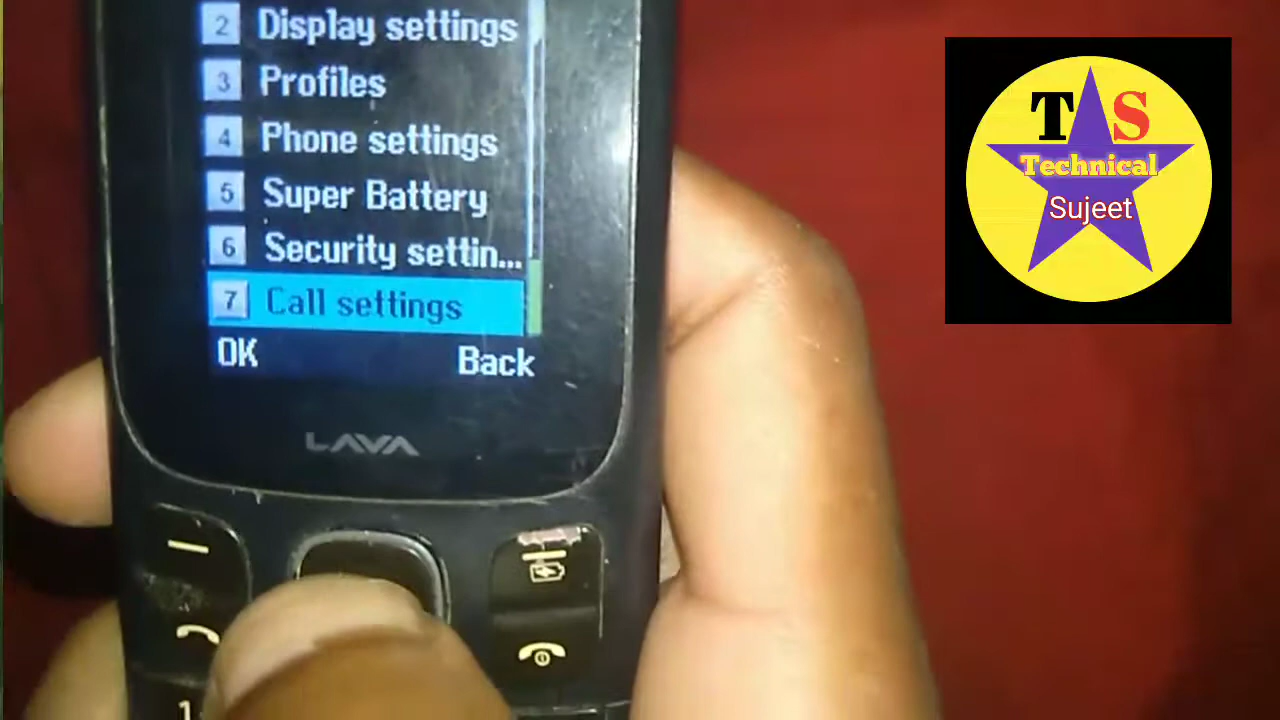 2 Display settings
3 Profiles
4 Phone settings
5 Super Battery
6 Security settin...
7 Call settings
OK Back
LAVA
1
T S
Technical
Sujeet